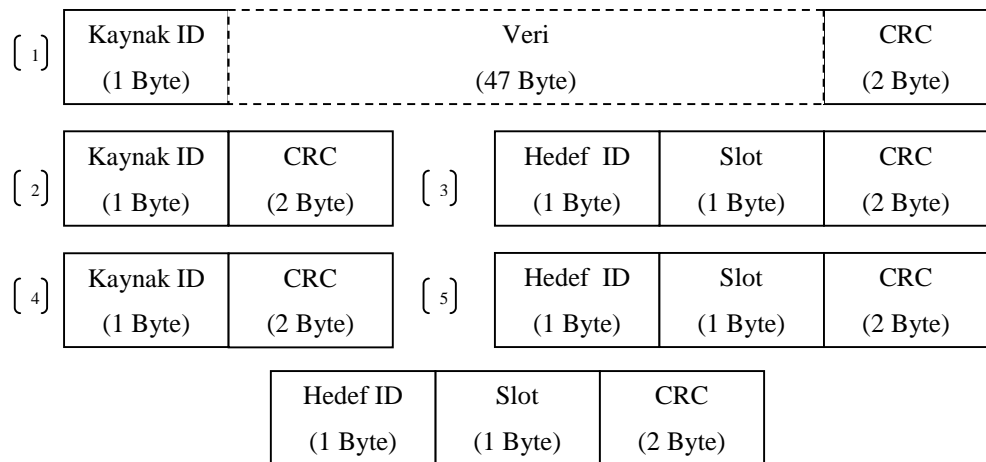 Kaynak ID Veri CRC
[1]
(1 Byte) (47 Byte) (2 Byte)
Kaynak ID CRC Hedef ID Slot CRC
[2] [3]
(1 Byte) (2 Byte) (1 Byte) (1 Byte) (2 Byte)
Kaynak ID CRC Hedef ID Slot CRC
[4] [5]
(1 Byte) (2 Byte) (1 Byte) (1 Byte) (2 Byte)
Hedef ID Slot CRC
(1 Byte) (1 Byte) (2 Byte)